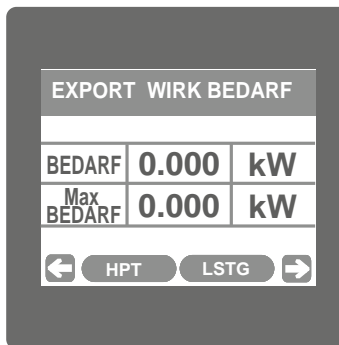 EXPORT WIRK BEDARF
BEDARF 0.000 kW
Max
BEDARF 0.000 kW
HPT LSTG